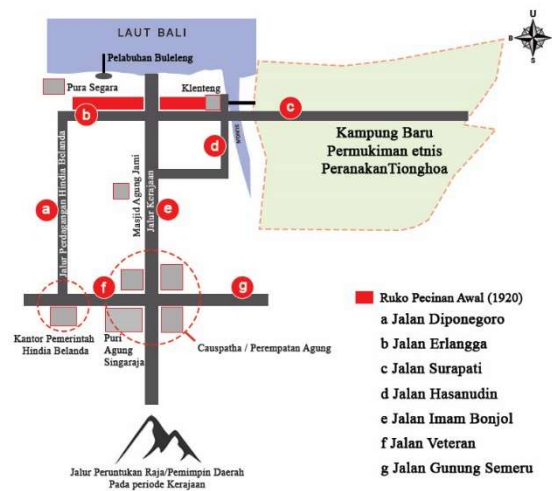 LAUT BALI
Pelabuhan Buleleng
Pura Segara
Klenteng
U
B
S
b
c
d
a
e
f
g
Kampung Baru
Permukiman etnis
PeranakanTionghoa
Jalur Perdagangan Hindia Belanda
Masjid Agung Jami
Jalur Kerajaan
Kantor Pemerintah
Hindia Belanda
Puri
Agung
Singaraja
Causpatha / Perempatan Agung
Jalur Peruntukan Raja/Pemimpin Daerah
Pada periode Kerajaan
Ruko Pecinan Awal (1920)
a Jalan Diponegoro
b Jalan Erlangga
c Jalan Surapati
d Jalan Hasanudin
e Jalan Imam Bonjol
f Jalan Veteran
g Jalan Gunung Semeru